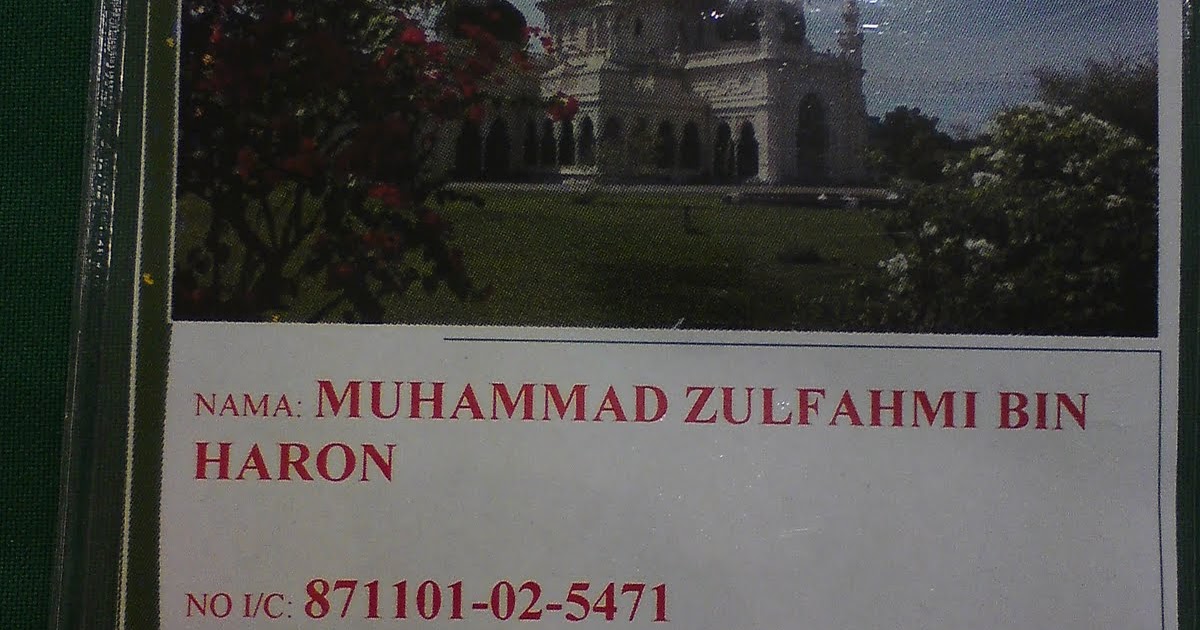 NAMA: MUHAMMAD ZULFAHMI BIN
HARON
NO I/C: 871101-02-5471